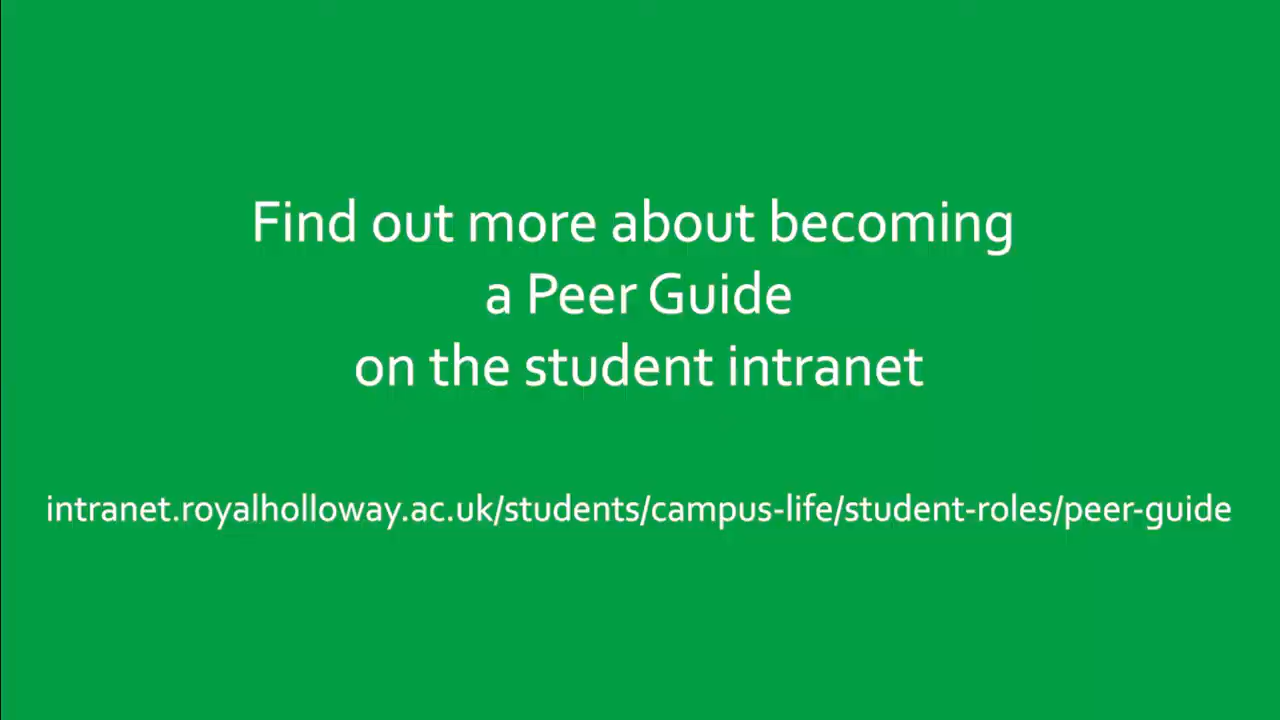 Find out more about becoming
a Peer Guide
on the student intranet
intranet.royalholloway.ac.uk/students/campus-life/student-roles/peer-guide